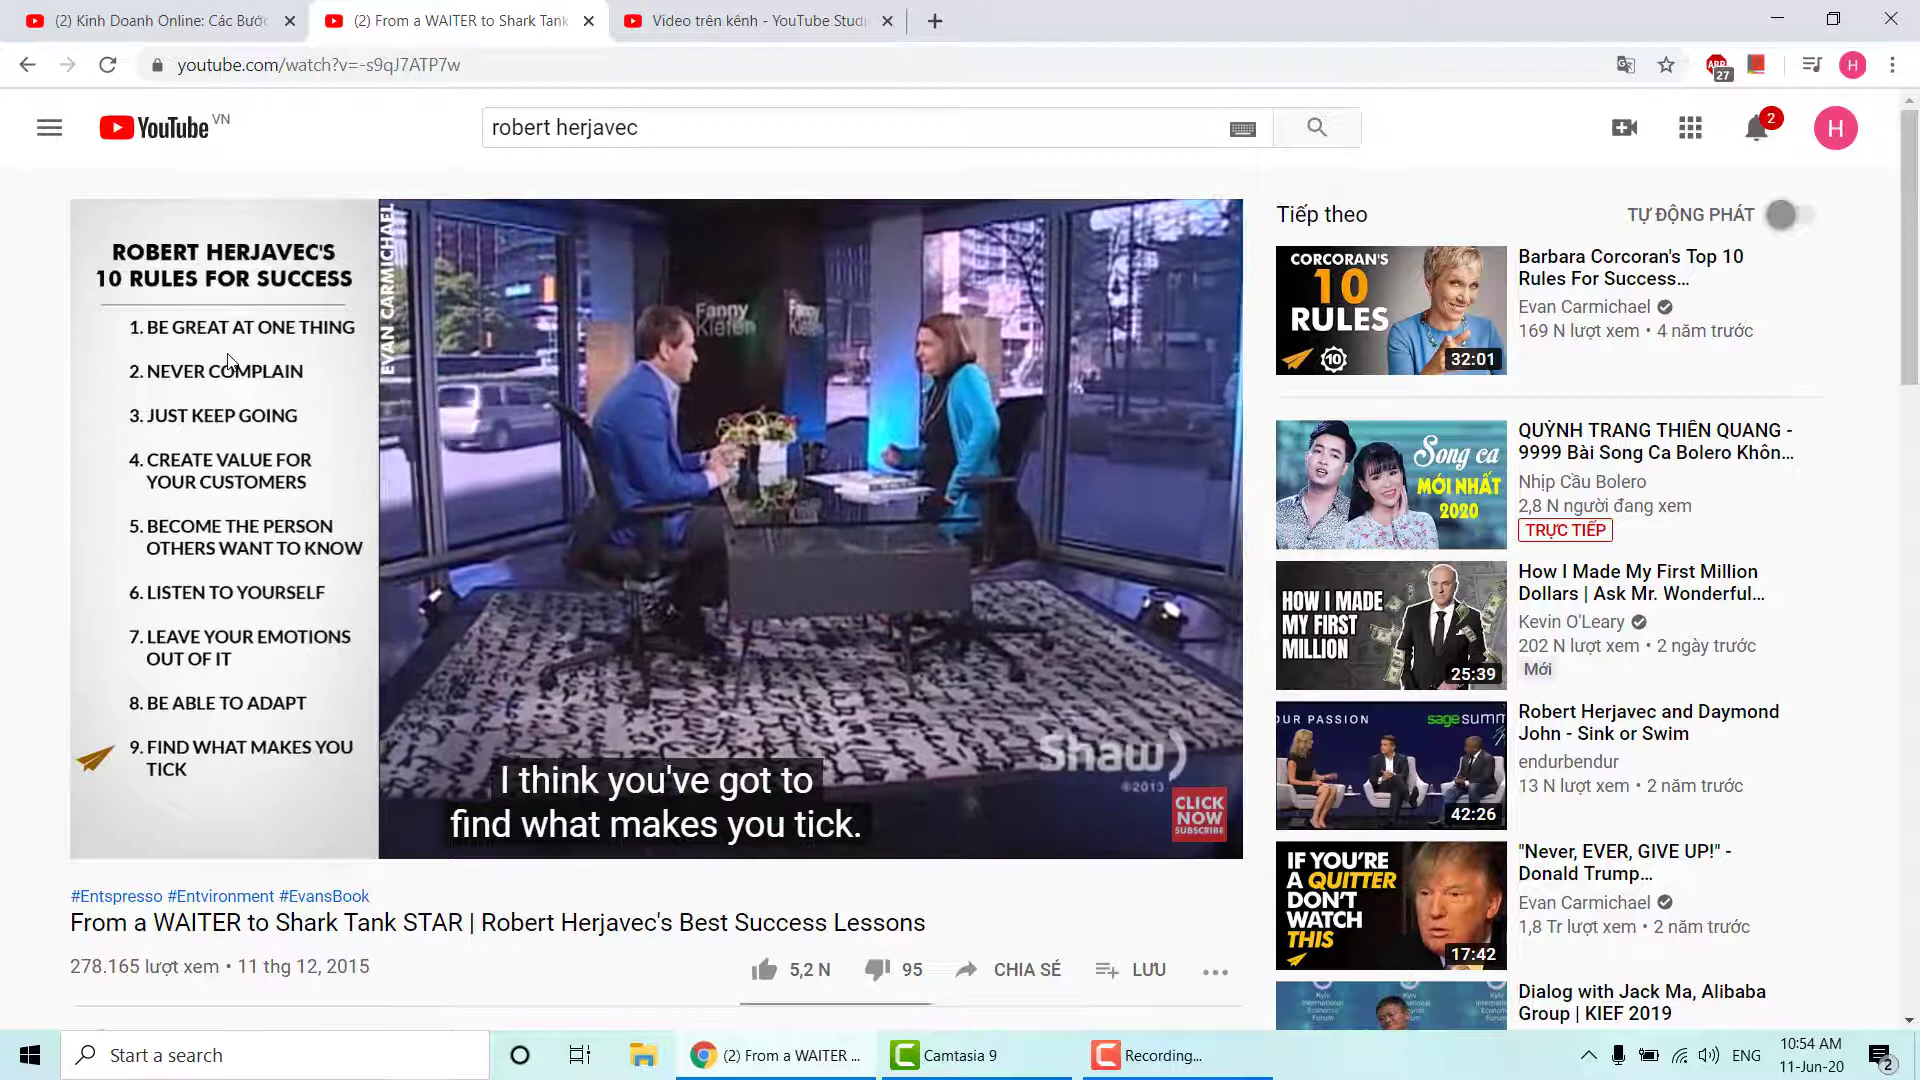 (2) Kinh Doanh Online: Các Bướ
(2) From a WAITER to Shark Tank
Video trên kênh - YouTube Studi
youtube.com/watch?v=-s9qJ7ATP7w
ABP
27
H
YouTube VN
robert herjavec
2
H
ROBERT HERJAVEC'S
10 RULES FOR SUCCESS
1. BE GREAT AT ONE THING
2. NEVER COMPLAIN
3. JUST KEEP GOING
4. CREATE VALUE FOR
YOUR CUSTOMERS
5. BECOME THE PERSON
OTHERS WANT TO KNOW
6. LISTEN TO YOURSELF
7. LEAVE YOUR EMOTIONS
OUT OF IT
8. BE ABLE TO ADAPT
9. FIND WHAT MAKES YOU
TICK
EVAN CARMICHAEL
Fanny
Kiefer
Shaw)
©2013
CLICK
NOW
SUBSCRIBE
I think you've got to
find what makes you tick.
#Entspresso #Entvironment #EvansBook
From a WAITER to Shark Tank STAR | Robert Herjavec's Best Success Lessons
278.165 lượt xem • 11 thg 12, 2015
5,2 N
95
CHIA SẺ
LƯU
Tiếp theo
TỰ ĐỘNG PHÁT
CORCORAN'S
10
RULES
10
32:01
Barbara Corcoran's Top 10
Rules For Success...
Evan Carmichael
169 N lượt xem • 4 năm trước
Song ca
MỚI NHẤT
2020
QUỲNH TRANG THIÊN QUANG -
9999 Bài Song Ca Bolero Khôn...
Nhịp Cầu Bolero
2,8 N người đang xem
TRỰC TIẾP
HOW I MADE
MY FIRST
MILLION
25:39
How I Made My First Million
Dollars | Ask Mr. Wonderful...
Kevin O'Leary
202 N lượt xem • 2 ngày trước
Mới
OUR PASSION
sagesumm
42:26
Robert Herjavec and Daymond
John - Sink or Swim
endurbendur
13 N lượt xem • 2 năm trước
IF YOU'RE
A QUITTER
DON'T
WATCH
THIS
17:42
"Never, EVER, GIVE UP!" -
Donald Trump...
Evan Carmichael
1,8 Tr lượt xem • 2 năm trước
Dialog with Jack Ma, Alibaba
Group | KIEF 2019
Start a search
(2) From a WAITER ...
Camtasia 9
Recording...
ENG
10:54 AM
11-Jun-20
2